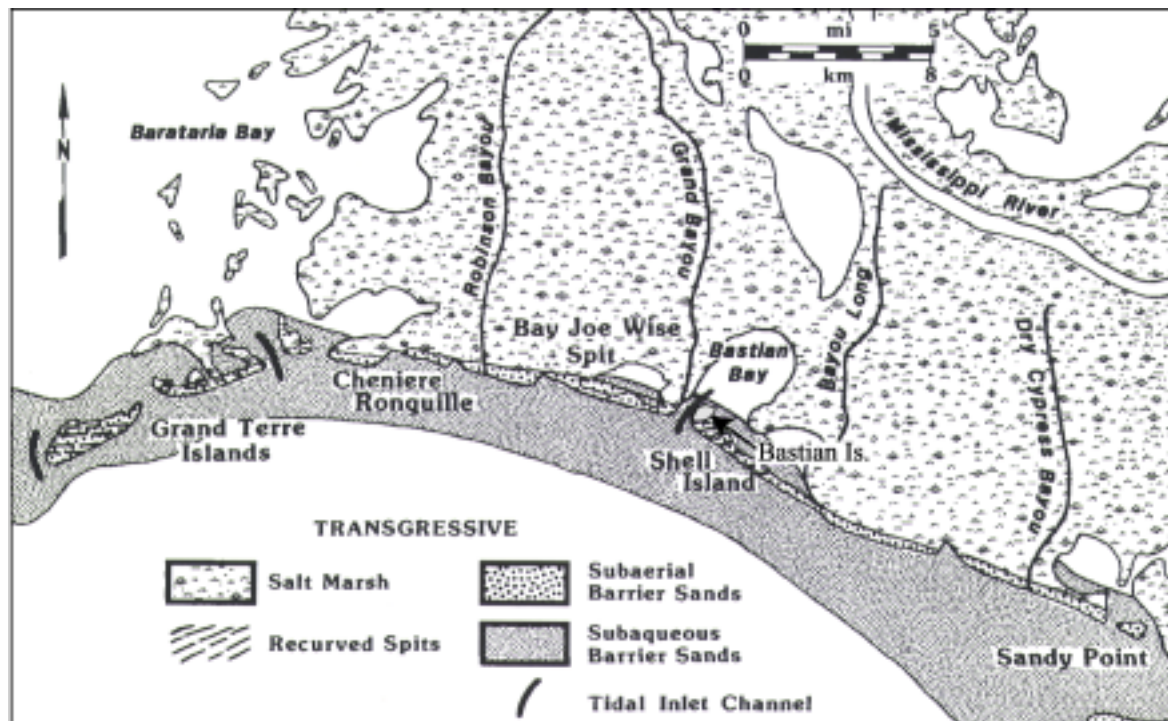 0 mi 5
0 km 8
N
Barataria Bay
Robinson Bayou
Grand Bayou
Mississippi River
Bayou Long
Dry Cypress Bayou
Bay Joe Wise
Spit
Bastian
Bay
Cheniere
Ronquille
Grand Terre
Islands
Shell
Island
Bastian Is.
Sandy Point
TRANSGRESSIVE
Salt Marsh
Recurved Spits
Subaerial
Barrier Sands
Subaqueous
Barrier Sands
Tidal Inlet Channel